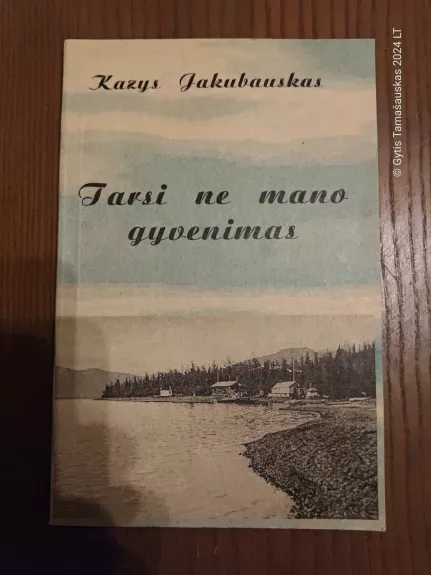 Kazys Jakubauskas
Tarsi ne mano
gyvenimas
© Gytis Tamašauskas 2024 LT